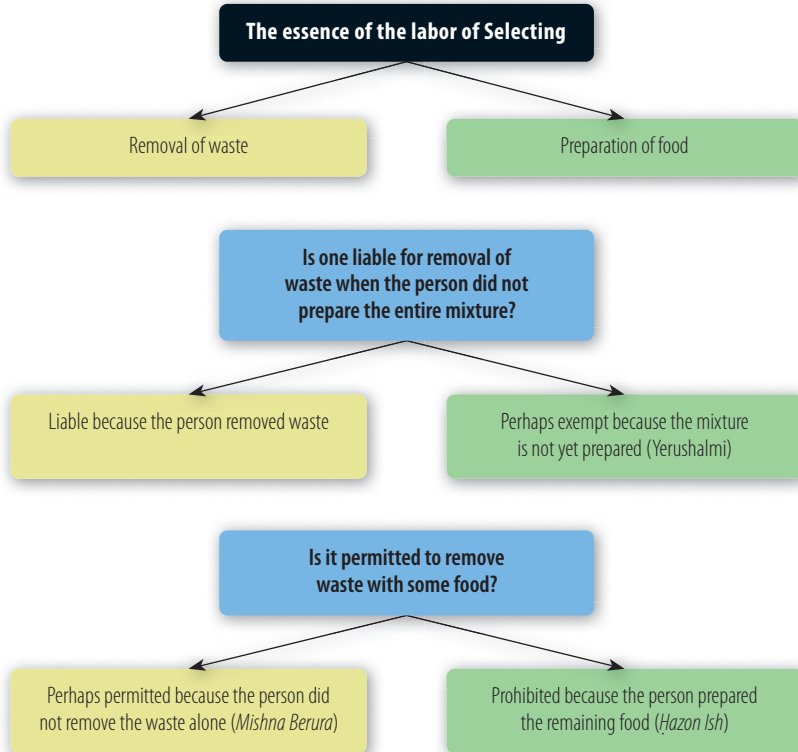 The essence of the labor of Selecting
Removal of waste
Preparation of food
Is one liable for removal of
waste when the person did not
prepare the entire mixture?
Liable because the person removed waste
Perhaps exempt because the mixture
is not yet prepared (Yerushalmi)
Is it permitted to remove
waste with some food?
Perhaps permitted because the person did
not remove the waste alone (Mishna Berura)
Prohibited because the person prepared
the remaining food (Ḥazon Ish)